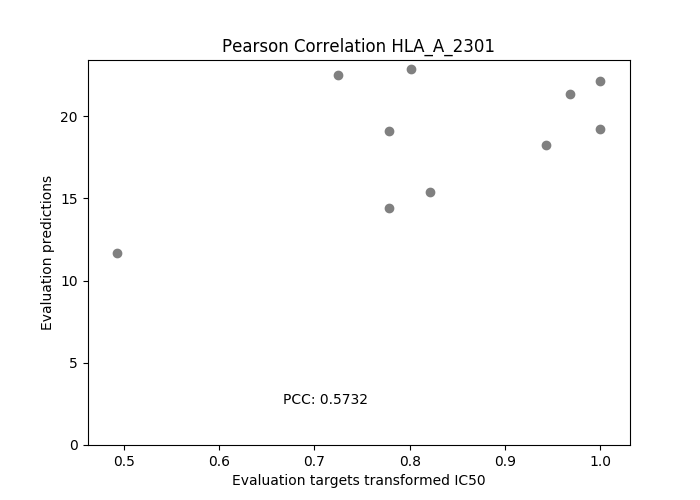 Pearson Correlation HLA_A_2301
Evaluation predictions
20
15
10
5
0
PCC: 0.5732
0.5 0.6 0.7 0.8 0.9 1.0
Evaluation targets transformed IC50